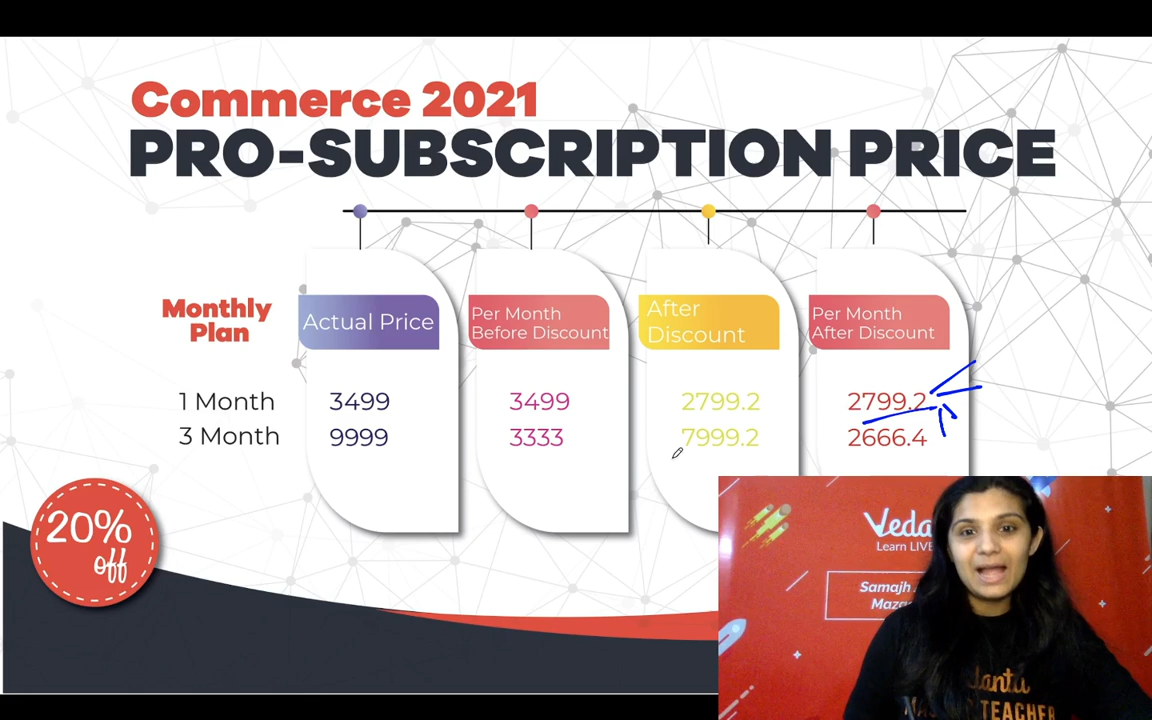 Commerce 2021
PRO-SUBSCRIPTION PRICE
Monthly
Plan
Actual Price
Per Month
Before Discount
After
Discount
Per Month
After Discount
1 Month 3499 3499 2799.2 2799.2
3 Month 9999 3333 7999.2 2666.4
20%
off
Veda
Learn LIVE
Samajh